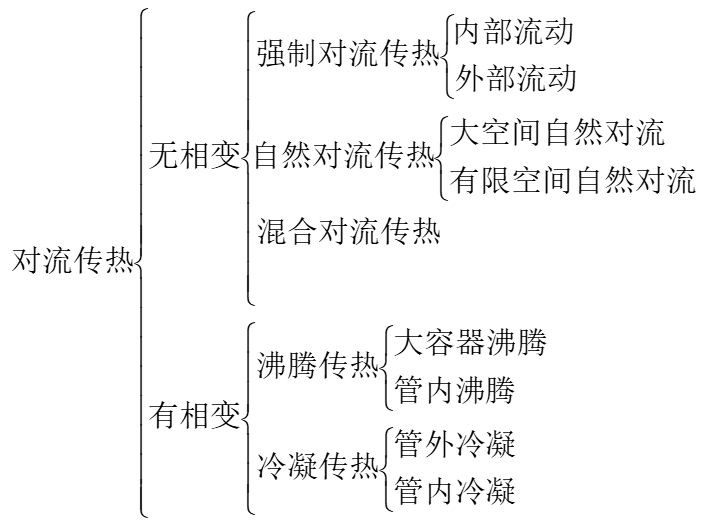 对流传热
无相变
强制对流传热
内部流动
外部流动
自然对流传热
大空间自然对流
有限空间自然对流
混合对流传热
有相变
沸腾传热
大容器沸腾
管内沸腾
冷凝传热
管外冷凝
管内冷凝